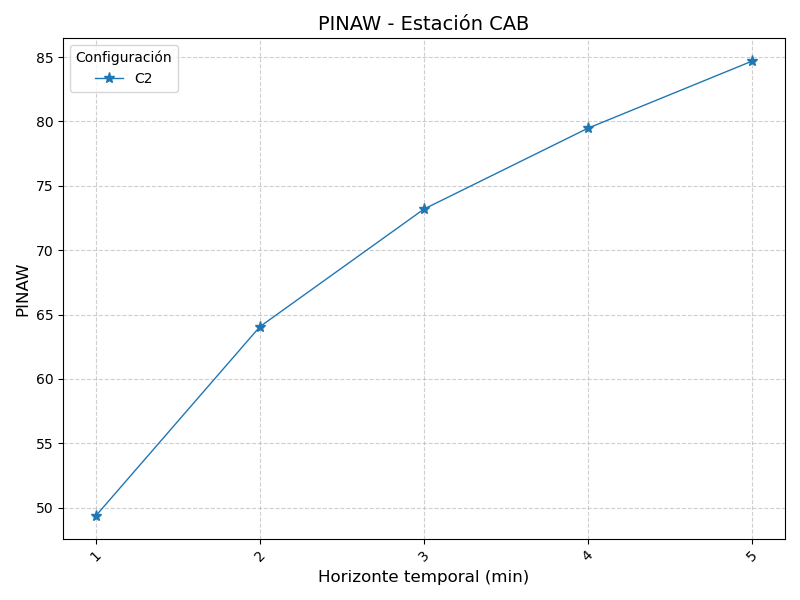 PINAW - Estación CAB
Configuración
C2
85
80
75
70
65
60
55
50
PINAW
1
2
3
4
5
Horizonte temporal (min)